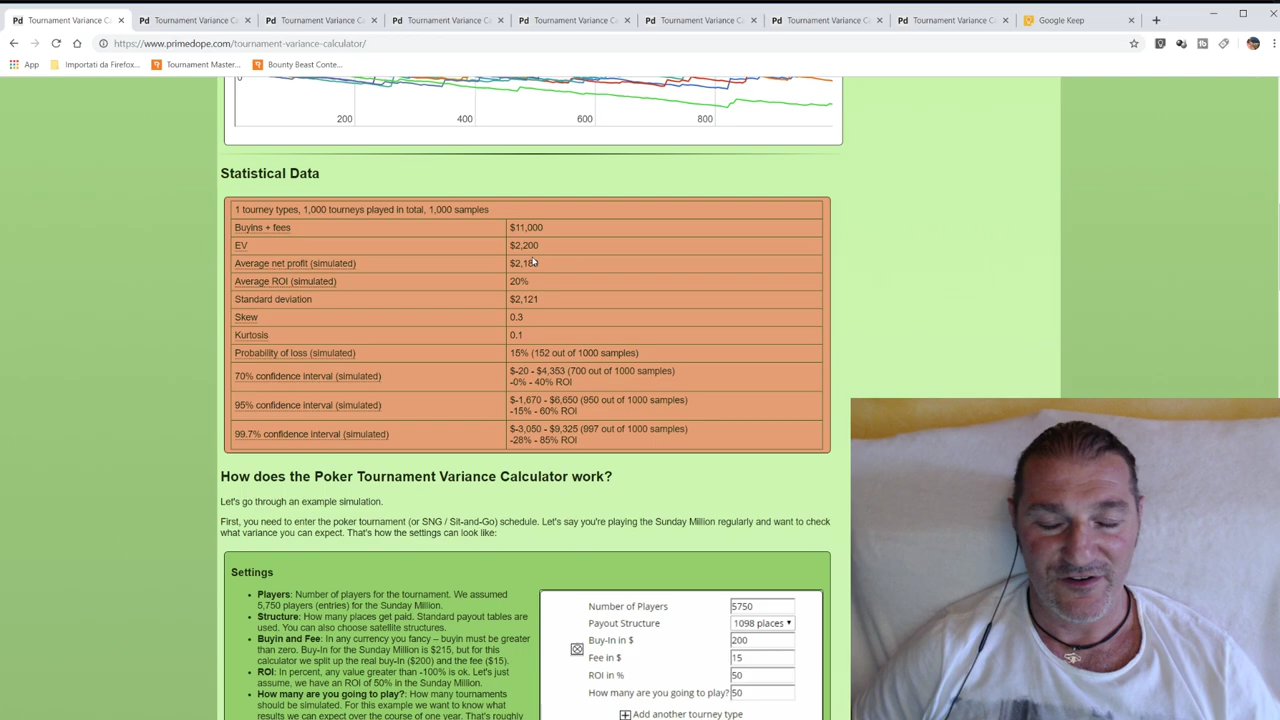 Tournament Variance C
Tournament Variance C
Tournament Variance C
Tournament Variance C
Tournament Variance C
Tournament Variance C
Tournament Variance C
Tournament Variance C
Google Keep
https://www.primedope.com/tournament-variance-calculator/
App
Importati da Firefox...
Tournament Master...
Bounty Beast Conte...
0
200
400
600
800
Statistical Data
1 tourney types, 1,000 tourneys played in total, 1,000 samples
Buyins + fees $11,000
EV $2,200
Average net profit (simulated)
Average ROI (simulated) 20%
Standard deviation $2,121
Skew 0.3
Kurtosis 0.1
Probability of loss (simulated) 15% (152 out of 1000 samples)
70% confidence interval (simulated) $-20 - $4,353 (700 out of 1000 samples)
-0% - 40% ROI
95% confidence interval (simulated) $-1,670 - $6,650 (950 out of 1000 samples)
-15% - 60% ROI
99.7% confidence interval (simulated) $-3,050 - $9,325 (997 out of 1000 samples)
-28% - 85% ROI
How does the Poker Tournament Variance Calculator work?
Let's go through an example simulation.
First, you need to enter the poker tournament (or SNG / Sit-and-Go) schedule. Let's say you're playing the Sunday Million regularly and want to check
what variance you can expect. That's how the settings can look like:
Settings
• Players: Number of players for the tournament. We assumed
5,750 players (entries) for the Sunday Million.
• Structure: How many places get paid. Standard payout tables are
used. You can also choose satellite structures.
• Buyin and Fee: In any currency you fancy – buyin must be greater
than zero. Buy-In for the Sunday Million is $215, but for this
calculator we split up the real buy-In ($200) and the fee ($15).
• ROI: In percent, any value greater than -100% is ok. Let's just
assume, we have an ROI of 50% in the Sunday Million.
• How many are you going to play?: How many tournaments
should be simulated. For this example we want to know what
results we can expect over the course of one year. That's roughly
Number of Players 5750
Payout Structure 1098 places
Buy-In in $ 200
Fee in $ 15
ROI in % 50
How many are you going to play? 50
Add another tourney type